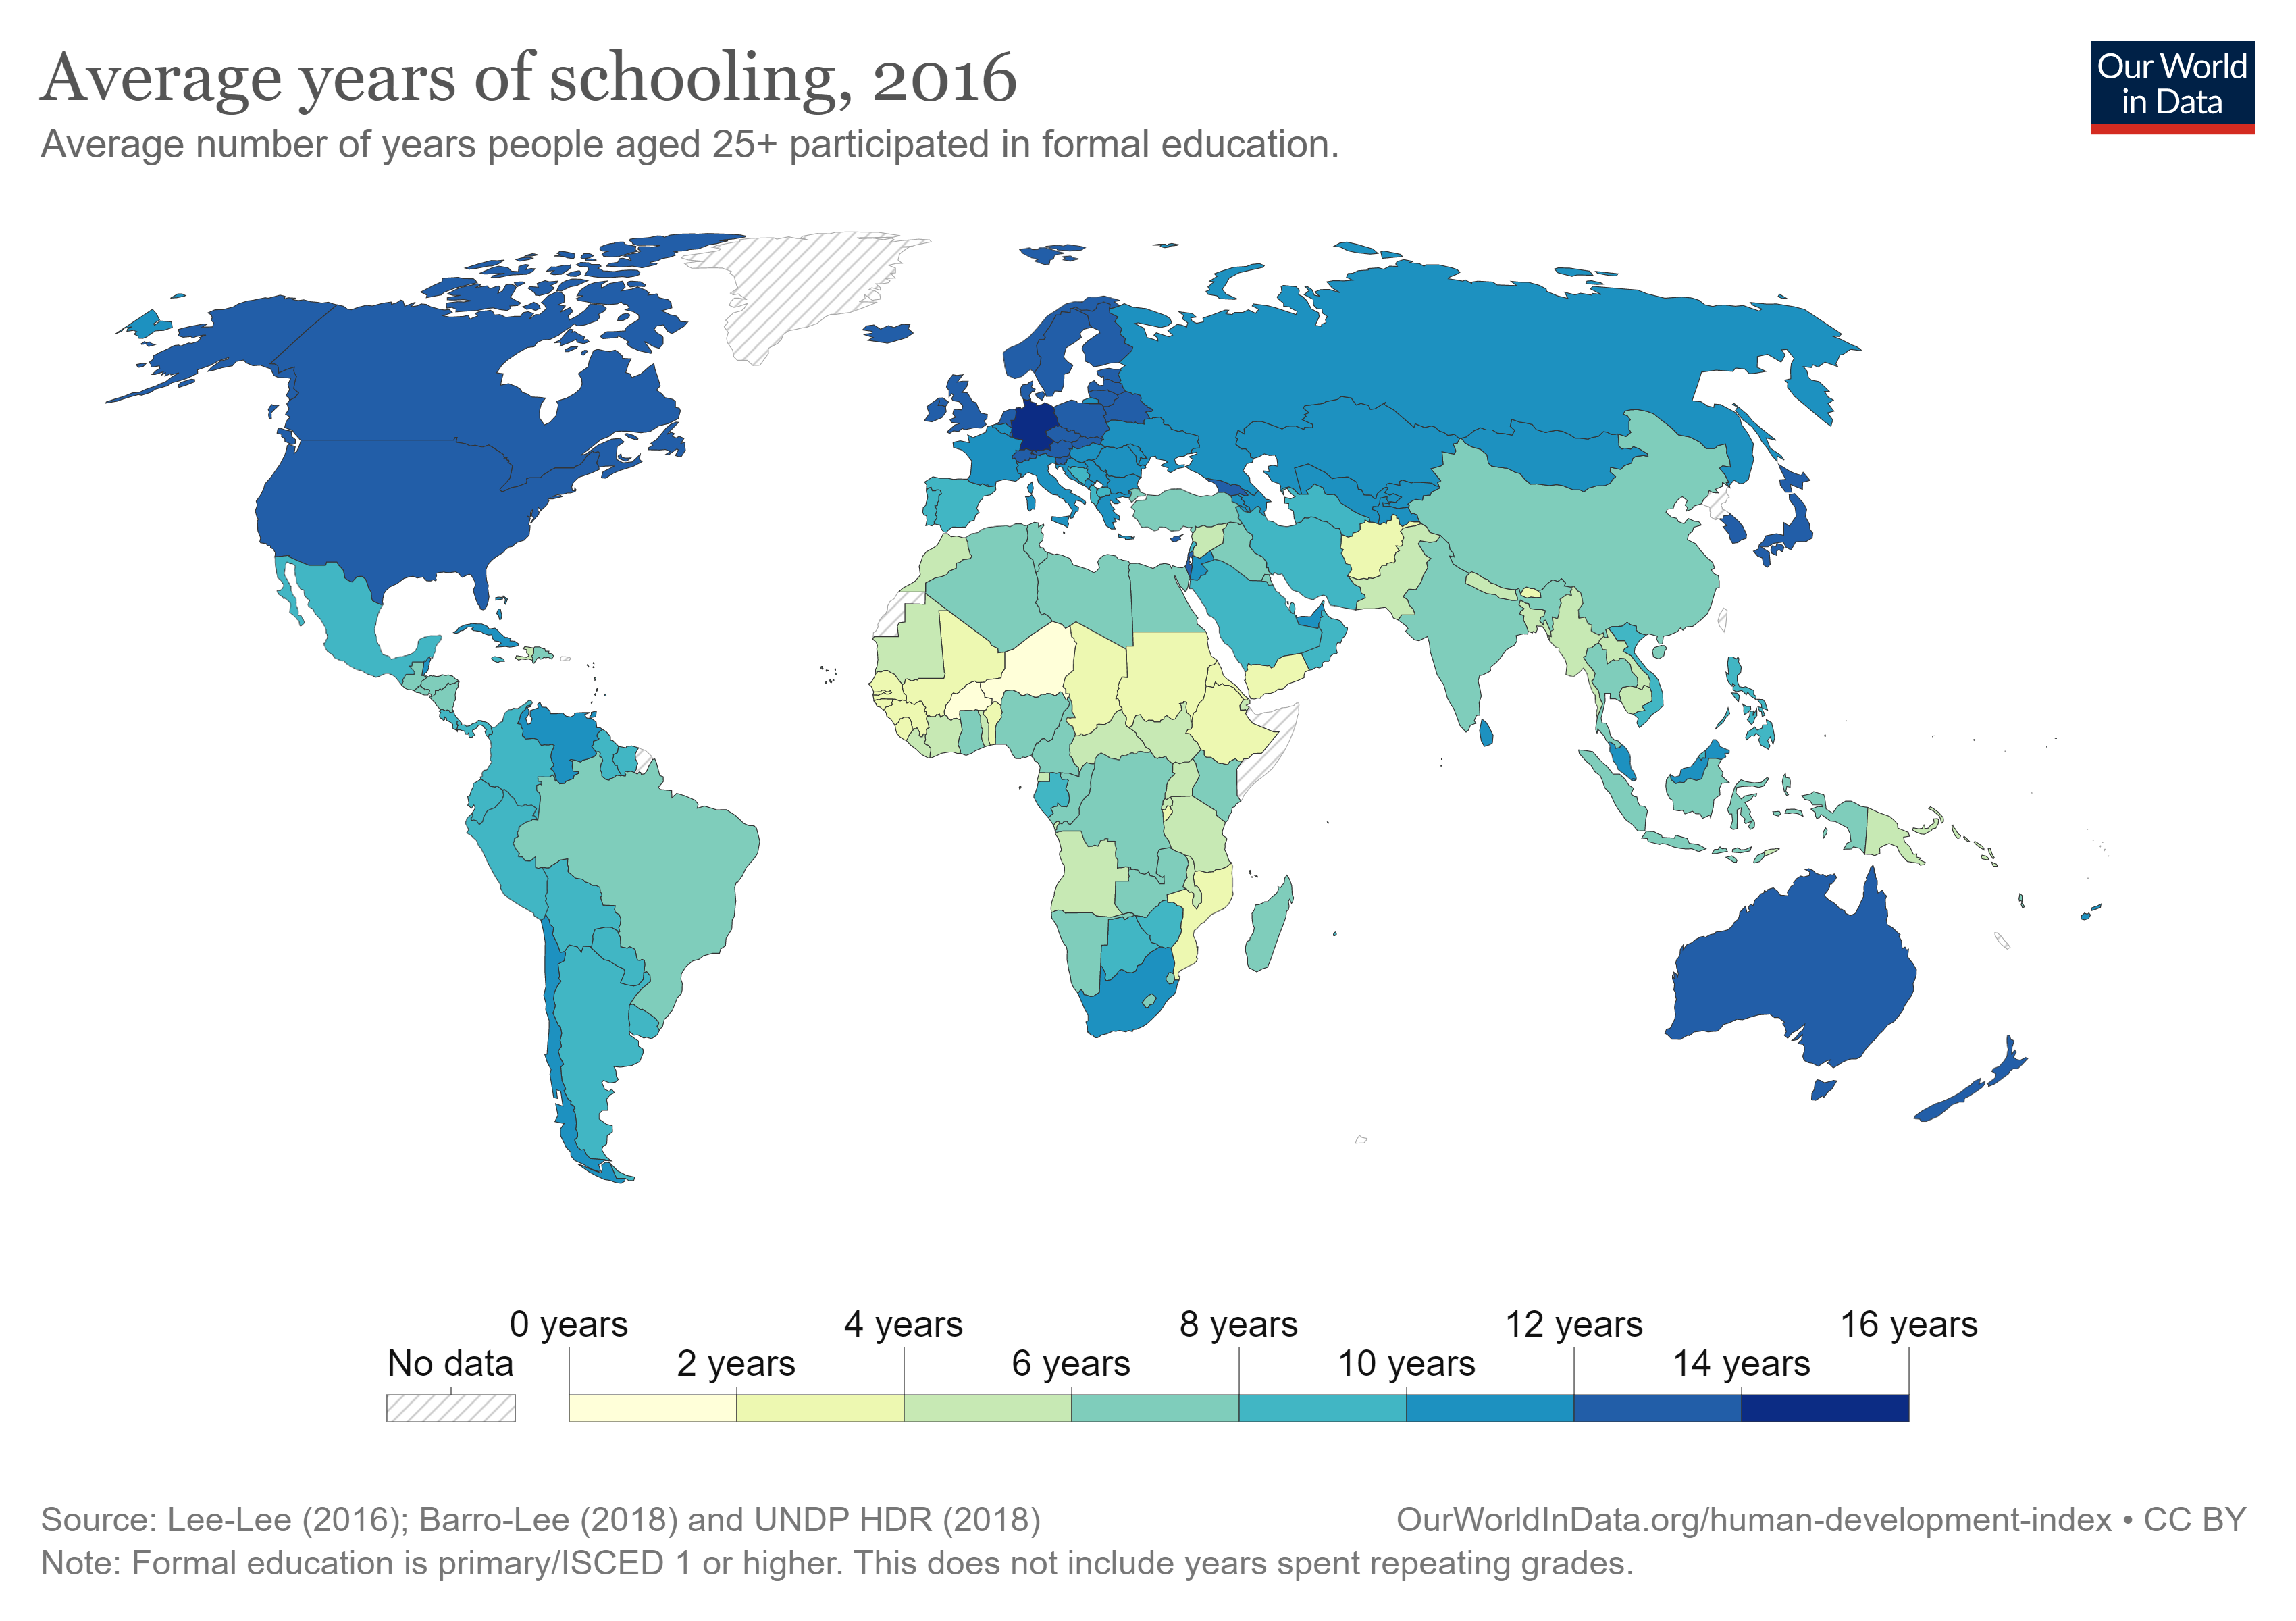 Average years of schooling, 2016
Average number of years people aged 25+ participated in formal education.
Our World
in Data
0 years
4 years
8 years
12 years
16 years
No data
2 years
6 years
10 years
14 years
Source: Lee-Lee (2016); Barro-Lee (2018) and UNDP HDR (2018)
OurWorldInData.org/human-development-index • CC BY
Note: Formal education is primary/ISCED 1 or higher. This does not include years spent repeating grades.